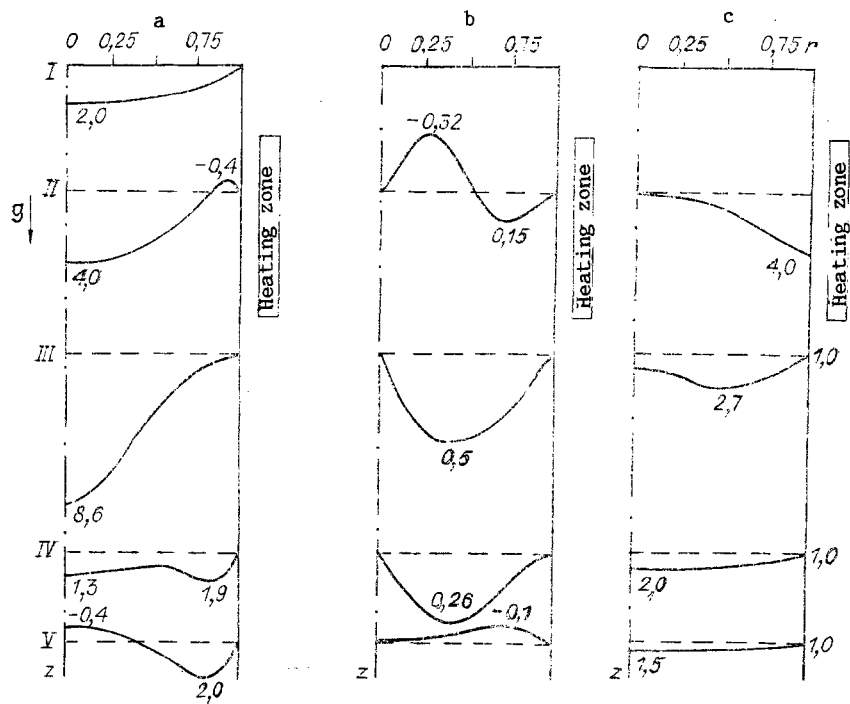 a b c
0 0,25 0,75 0 0,25 0,75 0 0,25 0,75 r
I
2,0
-0,32
-0,4
II
g
4,0
0,15
4,0
Heating zone
Heating zone
Heating zone
III
1,0
2,7
0,5
8,6
IV
1,0
1,3
1,9
0,26
2,0
-0,4
-0,1
V
1,0
z
2,0
z
z
1,5